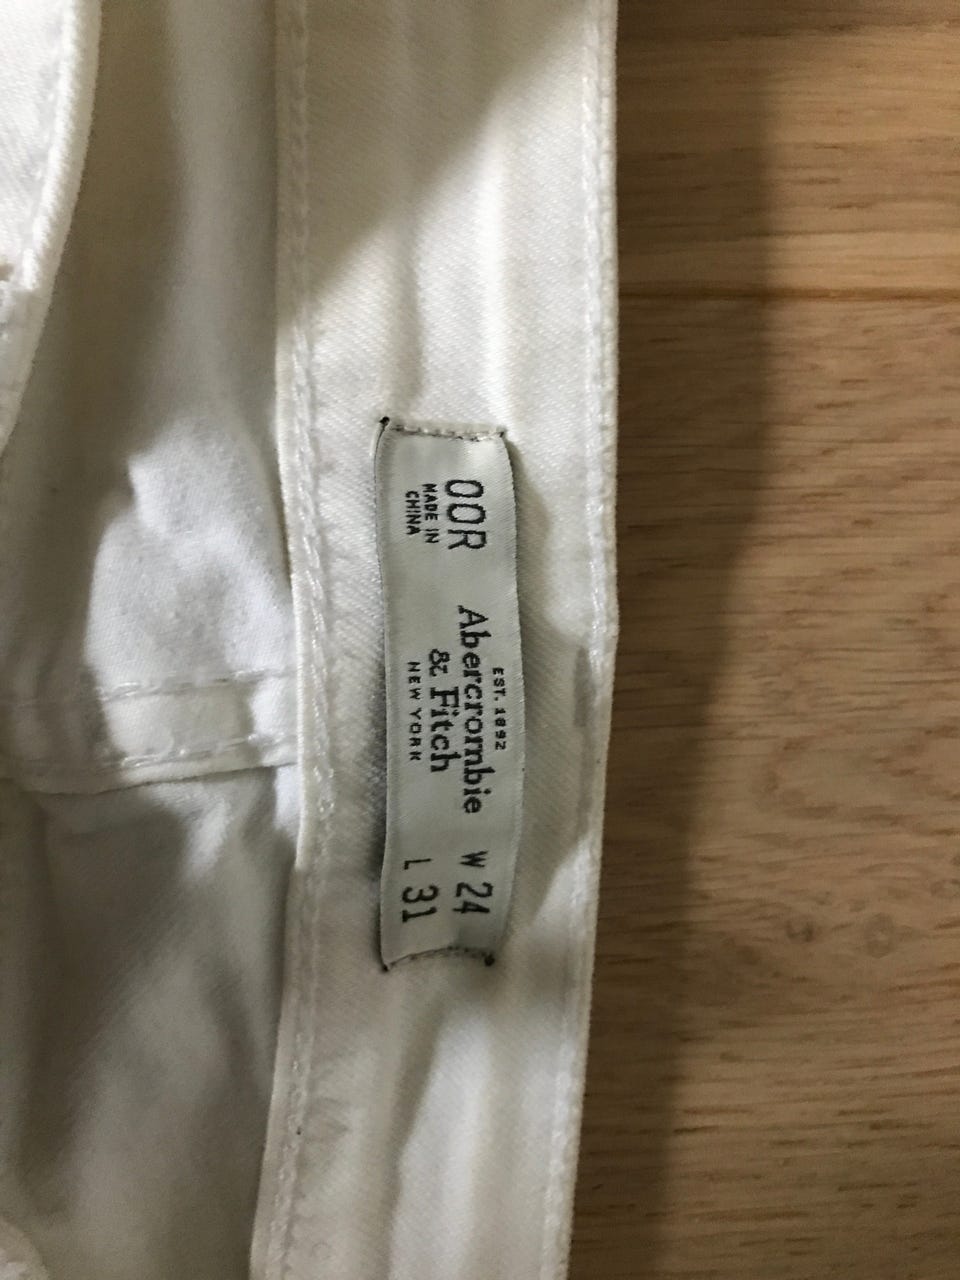 00R
MADE IN
CHINA
EST. 1892
Abercrombie
& Fitch
NEW YORK
W 24
L 31